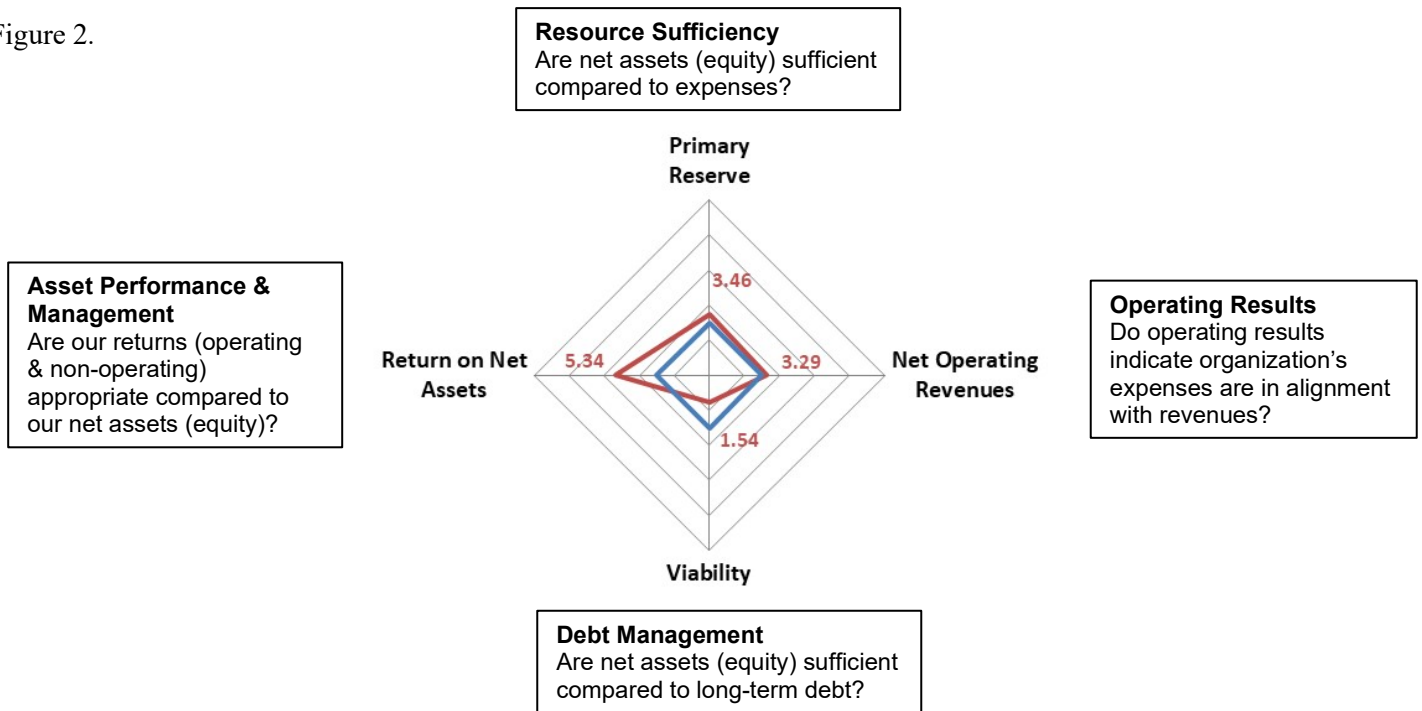 Figure 2.
Resource Sufficiency
Are net assets (equity) sufficient
compared to expenses?
Primary
Reserve
3.46
Asset Performance &
Management
Are our returns (operating
& non-operating)
appropriate compared to
our net assets (equity)?
Return on Net
Assets
5.34
3.29
Net Operating
Revenues
Operating Results
Do operating results
indicate organization's
expenses are in alignment
with revenues?
1.54
Viability
Debt Management
Are net assets (equity) sufficient
compared to long-term debt?